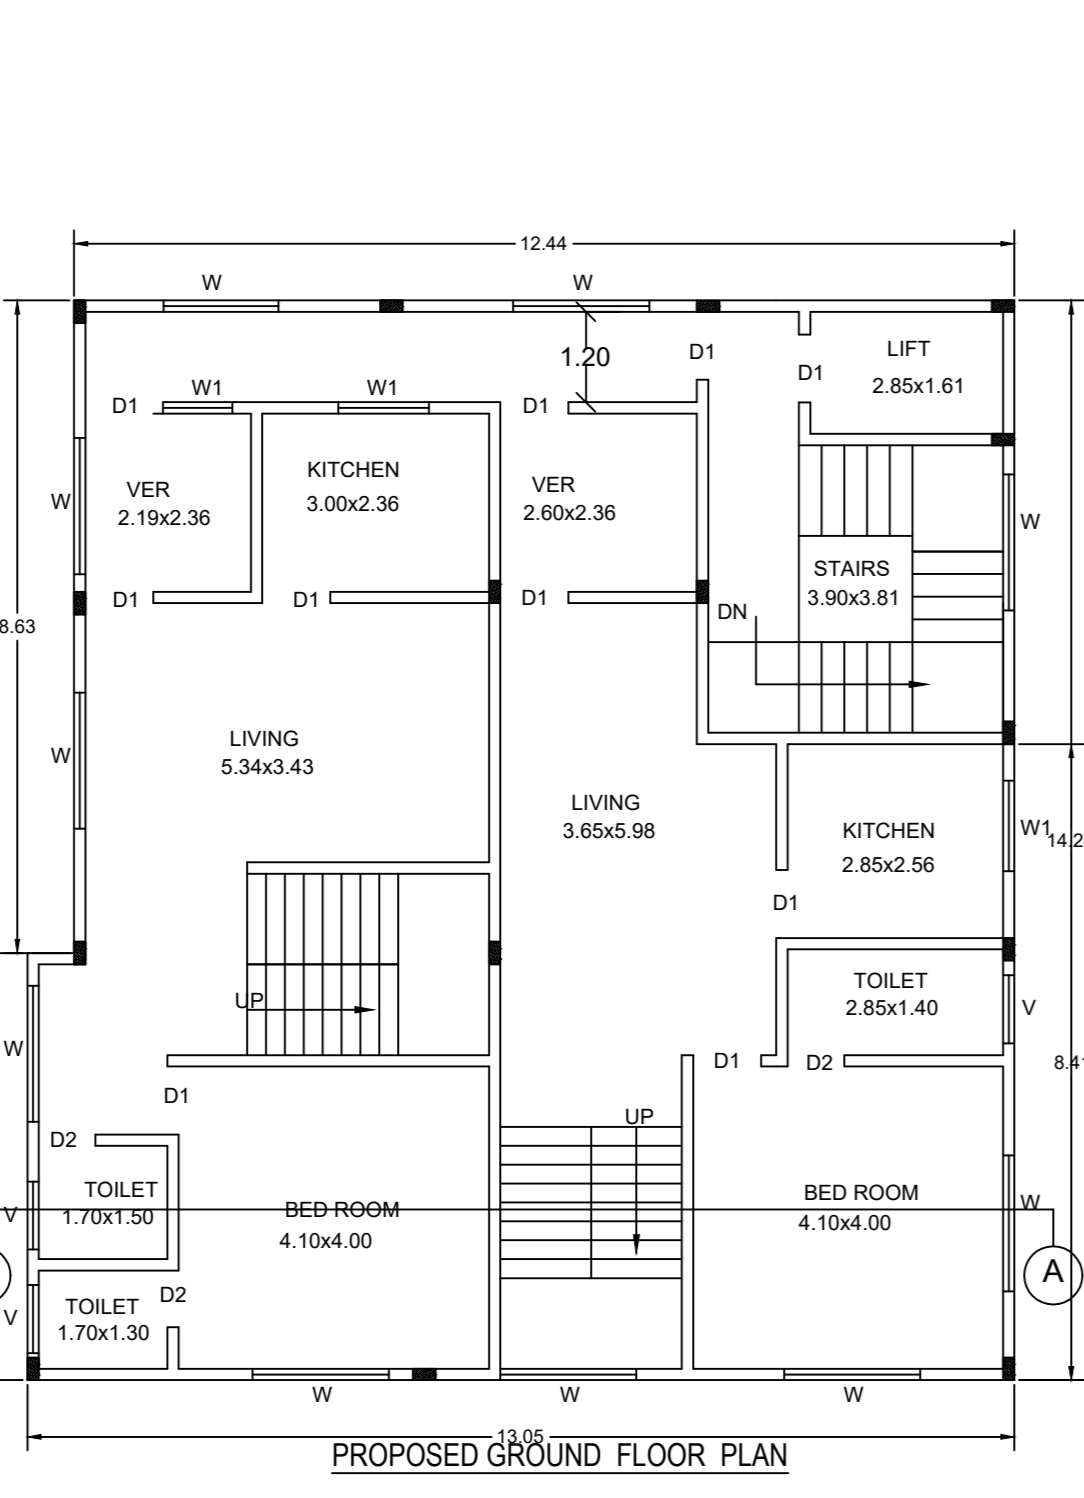 12.44
W
W
1.20
D1
LIFT
2.85x1.61
D1
W1
W1
D1
D1
KITCHEN
3.00x2.36
VER
2.19x2.36
VER
2.60x2.36
W
W
STAIRS
3.90x3.81
D1
D1
D1
DN
8.63
LIVING
5.34x3.43
W
LIVING
3.65x5.98
KITCHEN
2.85x2.56
W1
D1
TOILET
2.85x1.40
UP
V
W
D1
D2
D1
UP
D2
TOILET
1.70x1.50
V
BED ROOM
4.10x4.00
BED ROOM
4.10x4.00
W
A
D2
TOILET
1.70x1.30
V
W
W
W
13.05
PROPOSED GROUND FLOOR PLAN